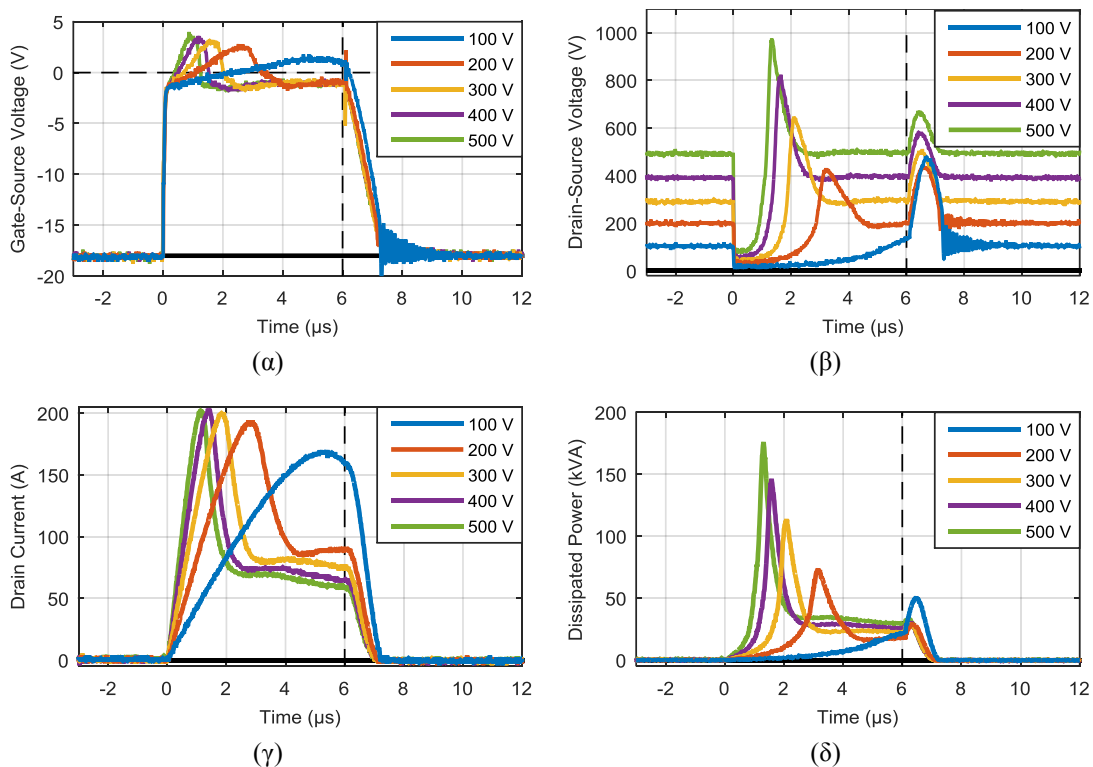 Gate-Source Voltage (V)
5
0
-5
-10
-15
-20
-2
0
2
4
6
8
10
12
Time (µs)
100 V
200 V
300 V
400 V
500 V
(α)
Drain-Source Voltage (V)
1000
800
600
400
200
0
-2
0
2
4
6
8
10
12
Time (µs)
100 V
200 V
300 V
400 V
500 V
(β)
Drain Current (A)
200
150
100
50
0
-2
0
2
4
6
8
10
12
Time (µs)
100 V
200 V
300 V
400 V
500 V
(γ)
Dissipated Power (kVA)
200
150
100
50
0
-2
0
2
4
6
8
10
12
Time (µs)
100 V
200 V
300 V
400 V
500 V
(δ)